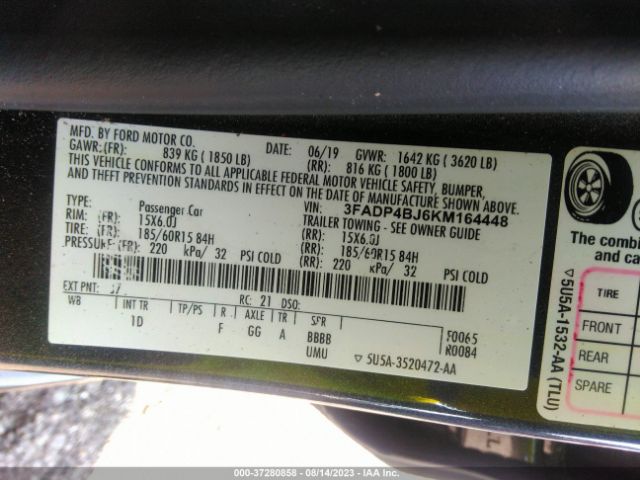 MFD. BY FORD MOTOR CO.
DATE: 06/19 GVWR: 1642 KG ( 3620 LB)
GAWR:(FR): 839 KG ( 1850 LB) (RR): 816 KG ( 1800 LB)
THIS VEHICLE CONFORMS TO ALL APPLICABLE FEDERAL MOTOR VEHICLE SAFETY, BUMPER,
AND THEFT PREVENTION STANDARDS IN EFFECT ON THE DATE OF MANUFACTURE SHOWN ABOVE.
VIN: 3FADP4BJ6KM164448
TYPE: Passenger Car TRAILER TOWING - SEE OWNER GUIDE
RIM: (FR): 15X6.0J (RR): 15X6.0J
TIRE: (FR): 185/60R15 84H (RR): 185/60R15 84H
PRESSURE: (FR): 220 kPa/ 32 PSI COLD (RR): 220 kPa/ 32 PSI COLD
EXT PNT: RC: 21 DSO:
WB INT TR TP/PS R AXLE TR SPR
1D F GG A BBBB F0065
UMU R0084
▽ 5U5A-3520472-AA
The combin
and ca
TIRE
FRONT
REAR
SPARE
▽5U5A-1532-AA (TLU)
000-37280858 - 08/14/2023 - IAA Inc.